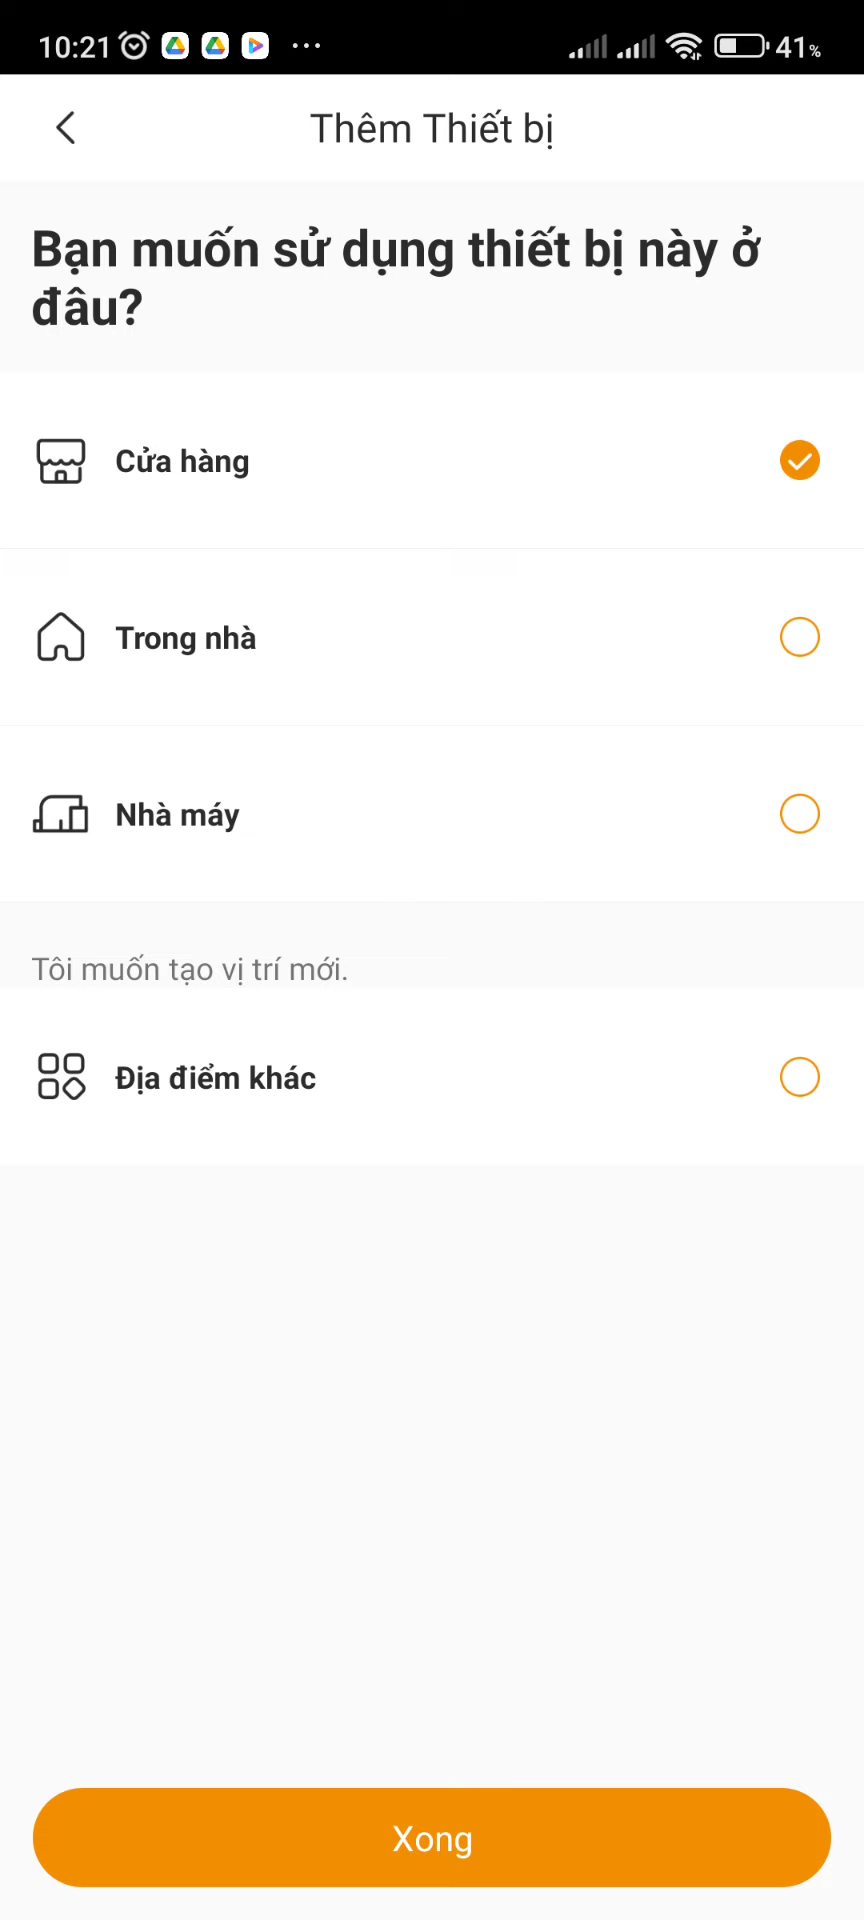 10:21 ... 41%
Thêm Thiết bị
Bạn muốn sử dụng thiết bị này ở
đâu?
Cửa hàng
Trong nhà
Nhà máy
Tôi muốn tạo vị trí mới.
Địa điểm khác
Xong